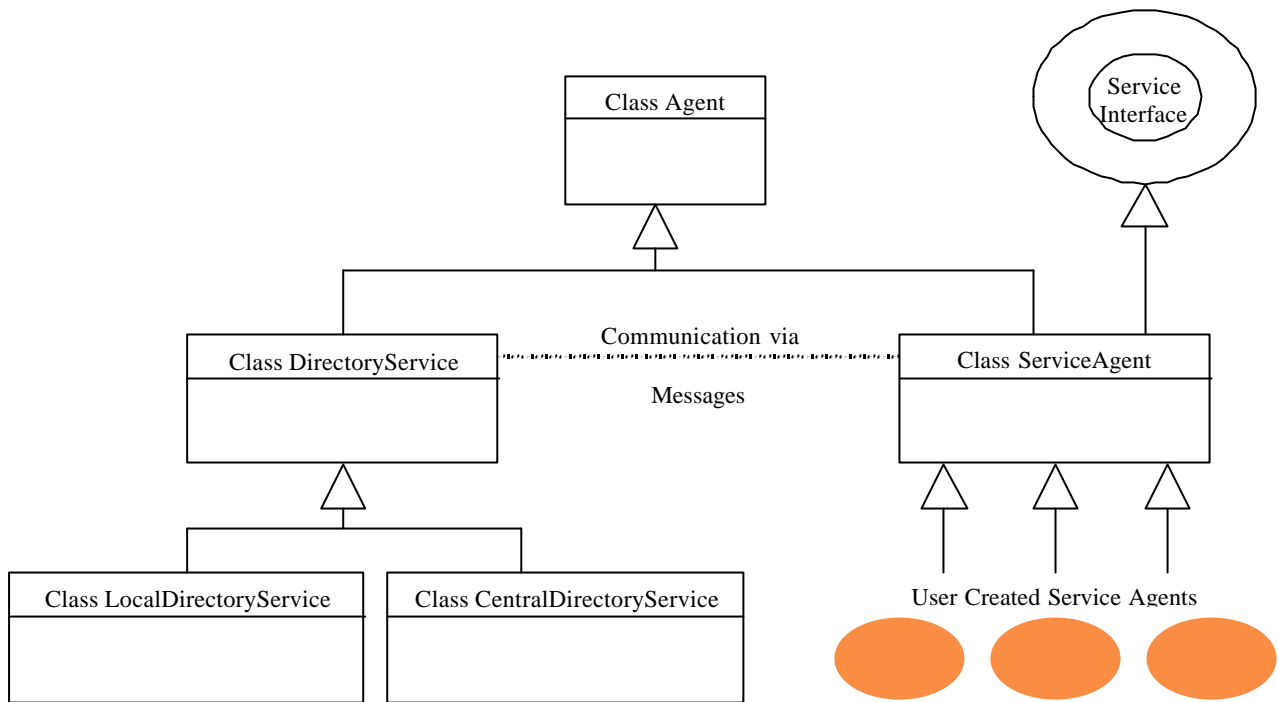 Service
Interface
Class Agent
Communication via
Messages
Class DirectoryService
Class ServiceAgent
Class LocalDirectoryService
Class CentralDirectoryService
User Created Service Agents